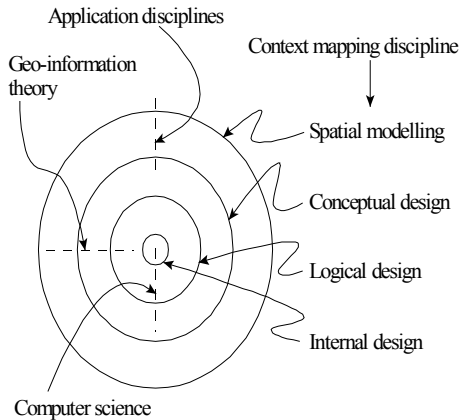 Application disciplines
Context mapping discipline
Geo-information
theory
Spatial modelling
Conceptual design
Logical design
Internal design
Computer science